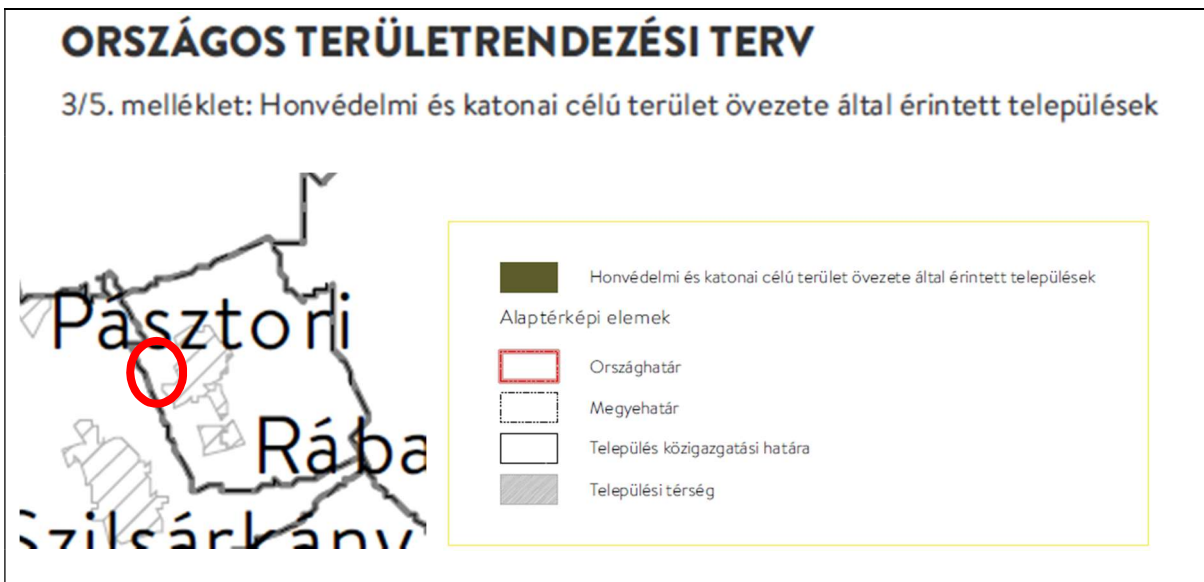 ORSZÁGOS TERÜLETRENDEZÉSI TERV
3/5. melléklet: Honvédelmi és katonai célú terület övezete által érintett települések
Pásztori
Rába
Szilsárkány
Honvédelmi és katonai célú terület övezete által érintett települések
Alaptérképi elemek
Országhatár
Megyehatár
Település közigazgatási határa
Települési térség